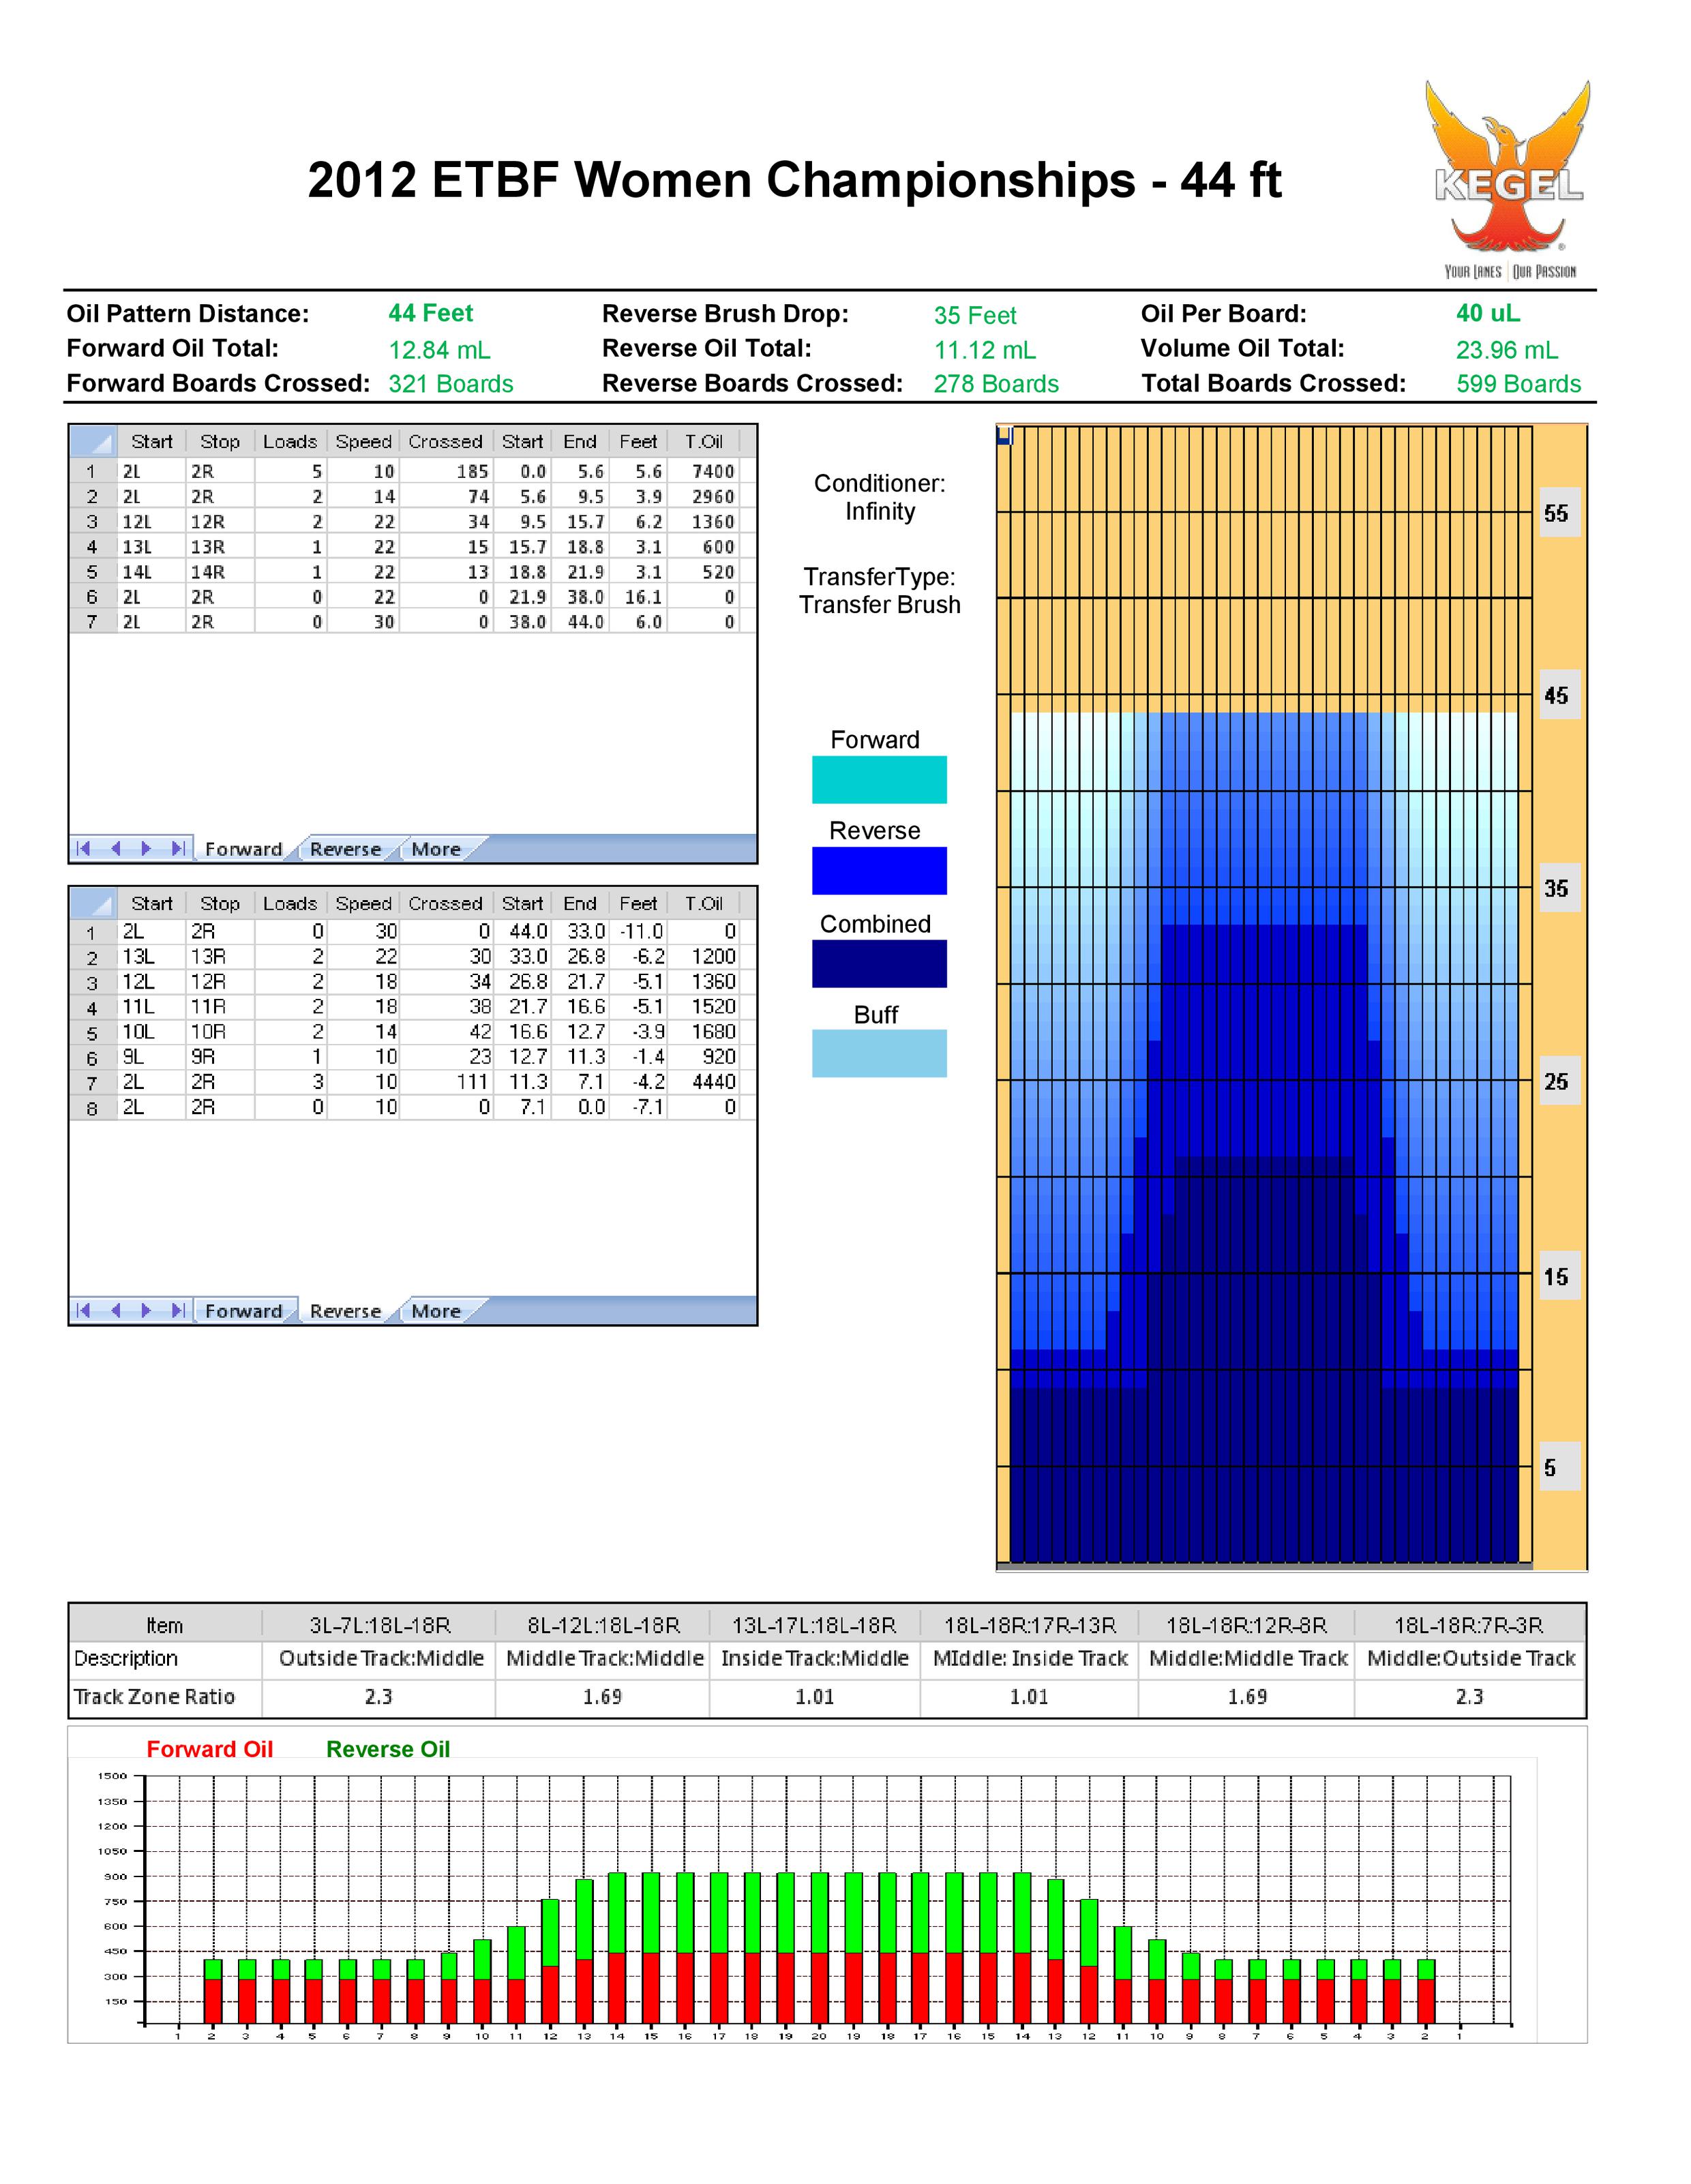 2012 ETBF Women Championships - 44 ft
KEGEL
YOUR LANES | OUR PASSION
Oil Pattern Distance: 44 Feet Reverse Brush Drop: 35 Feet Oil Per Board: 40 uL
Forward Oil Total: 12.84 mL Reverse Oil Total: 11.12 mL Volume Oil Total: 23.96 mL
Forward Boards Crossed: 321 Boards Reverse Boards Crossed: 278 Boards Total Boards Crossed: 599 Boards
Start Stop Loads Speed Crossed Start End Feet T.Oil
1 2L 2R 5 10 185 0.0 5.6 5.6 7400
2 2L 2R 2 14 74 5.6 9.5 3.9 2960
3 12L 12R 2 22 34 9.5 15.7 6.2 1360
4 13L 13R 1 22 15 15.7 18.8 3.1 600
5 14L 14R 1 22 13 18.8 21.9 3.1 520
6 2L 2R 0 22 0 21.9 38.0 16.1 0
7 2L 2R 0 30 0 38.0 44.0 6.0 0
Forward Reverse More
Start Stop Loads Speed Crossed Start End Feet T.Oil
1 2L 2R 0 30 0 44.0 33.0 -11.0 0
2 13L 13R 2 22 30 33.0 26.8 -6.2 1200
3 12L 12R 2 18 34 26.8 21.7 -5.1 1360
4 11L 11R 2 18 38 21.7 16.6 -5.1 1520
5 10L 10R 2 14 42 16.6 12.7 -3.9 1680
6 9L 9R 1 10 23 12.7 11.3 -1.4 920
7 2L 2R 3 10 111 11.3 7.1 -4.2 4440
8 2L 2R 0 10 0 7.1 0.0 -7.1 0
Forward Reverse More
Conditioner:
Infinity
TransferType:
Transfer Brush
Forward
Reverse
Combined
Buff
55
45
35
25
15
5
Item 3L-7L:18L-18R 8L-12L:18L-18R 13L-17L:18L-18R 18L-18R:17R-13R 18L-18R:12R-8R 18L-18R:7R-3R
Description Outside Track:Middle Middle Track:Middle Inside Track:Middle MIddle: Inside Track Middle:Middle Track Middle:Outside Track
Track Zone Ratio 2.3 1.69 1.01 1.01 1.69 2.3
Forward Oil Reverse Oil
1500
1350
1200
1050
900
750
600
450
300
150
1 2 3 4 5 6 7 8 9 10 11 12 13 14 15 16 17 18 19 20 19 18 17 16 15 14 13 12 11 10 9 8 7 6 5 4 3 2 1